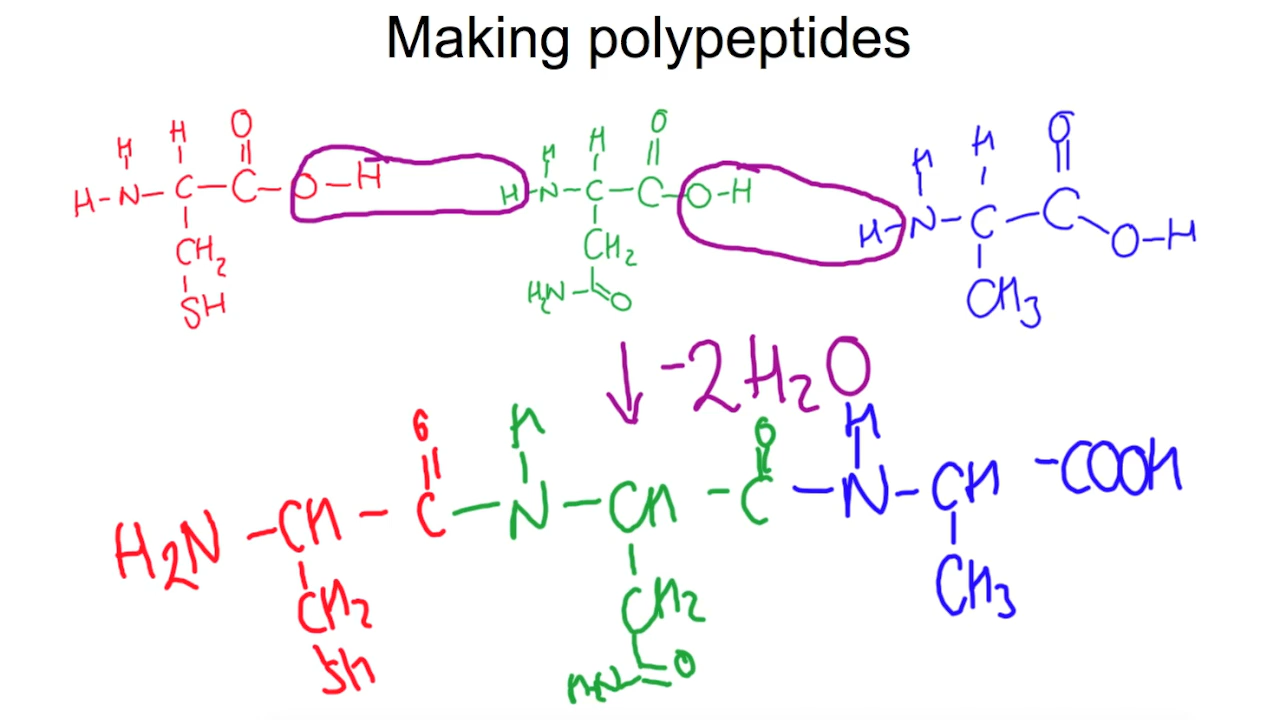 Making polypeptides
H H O H H O H H O
H-N-C-C-O-H H-N-C-C-O-H H-N-C-C-O-H
CH2 CH2 CH3
SH H2N O
↓ -2H2O
O H O H
H2N-CH-C-N-CH-C-N-CH-COOH
CH2 CH2 CH3
SH O